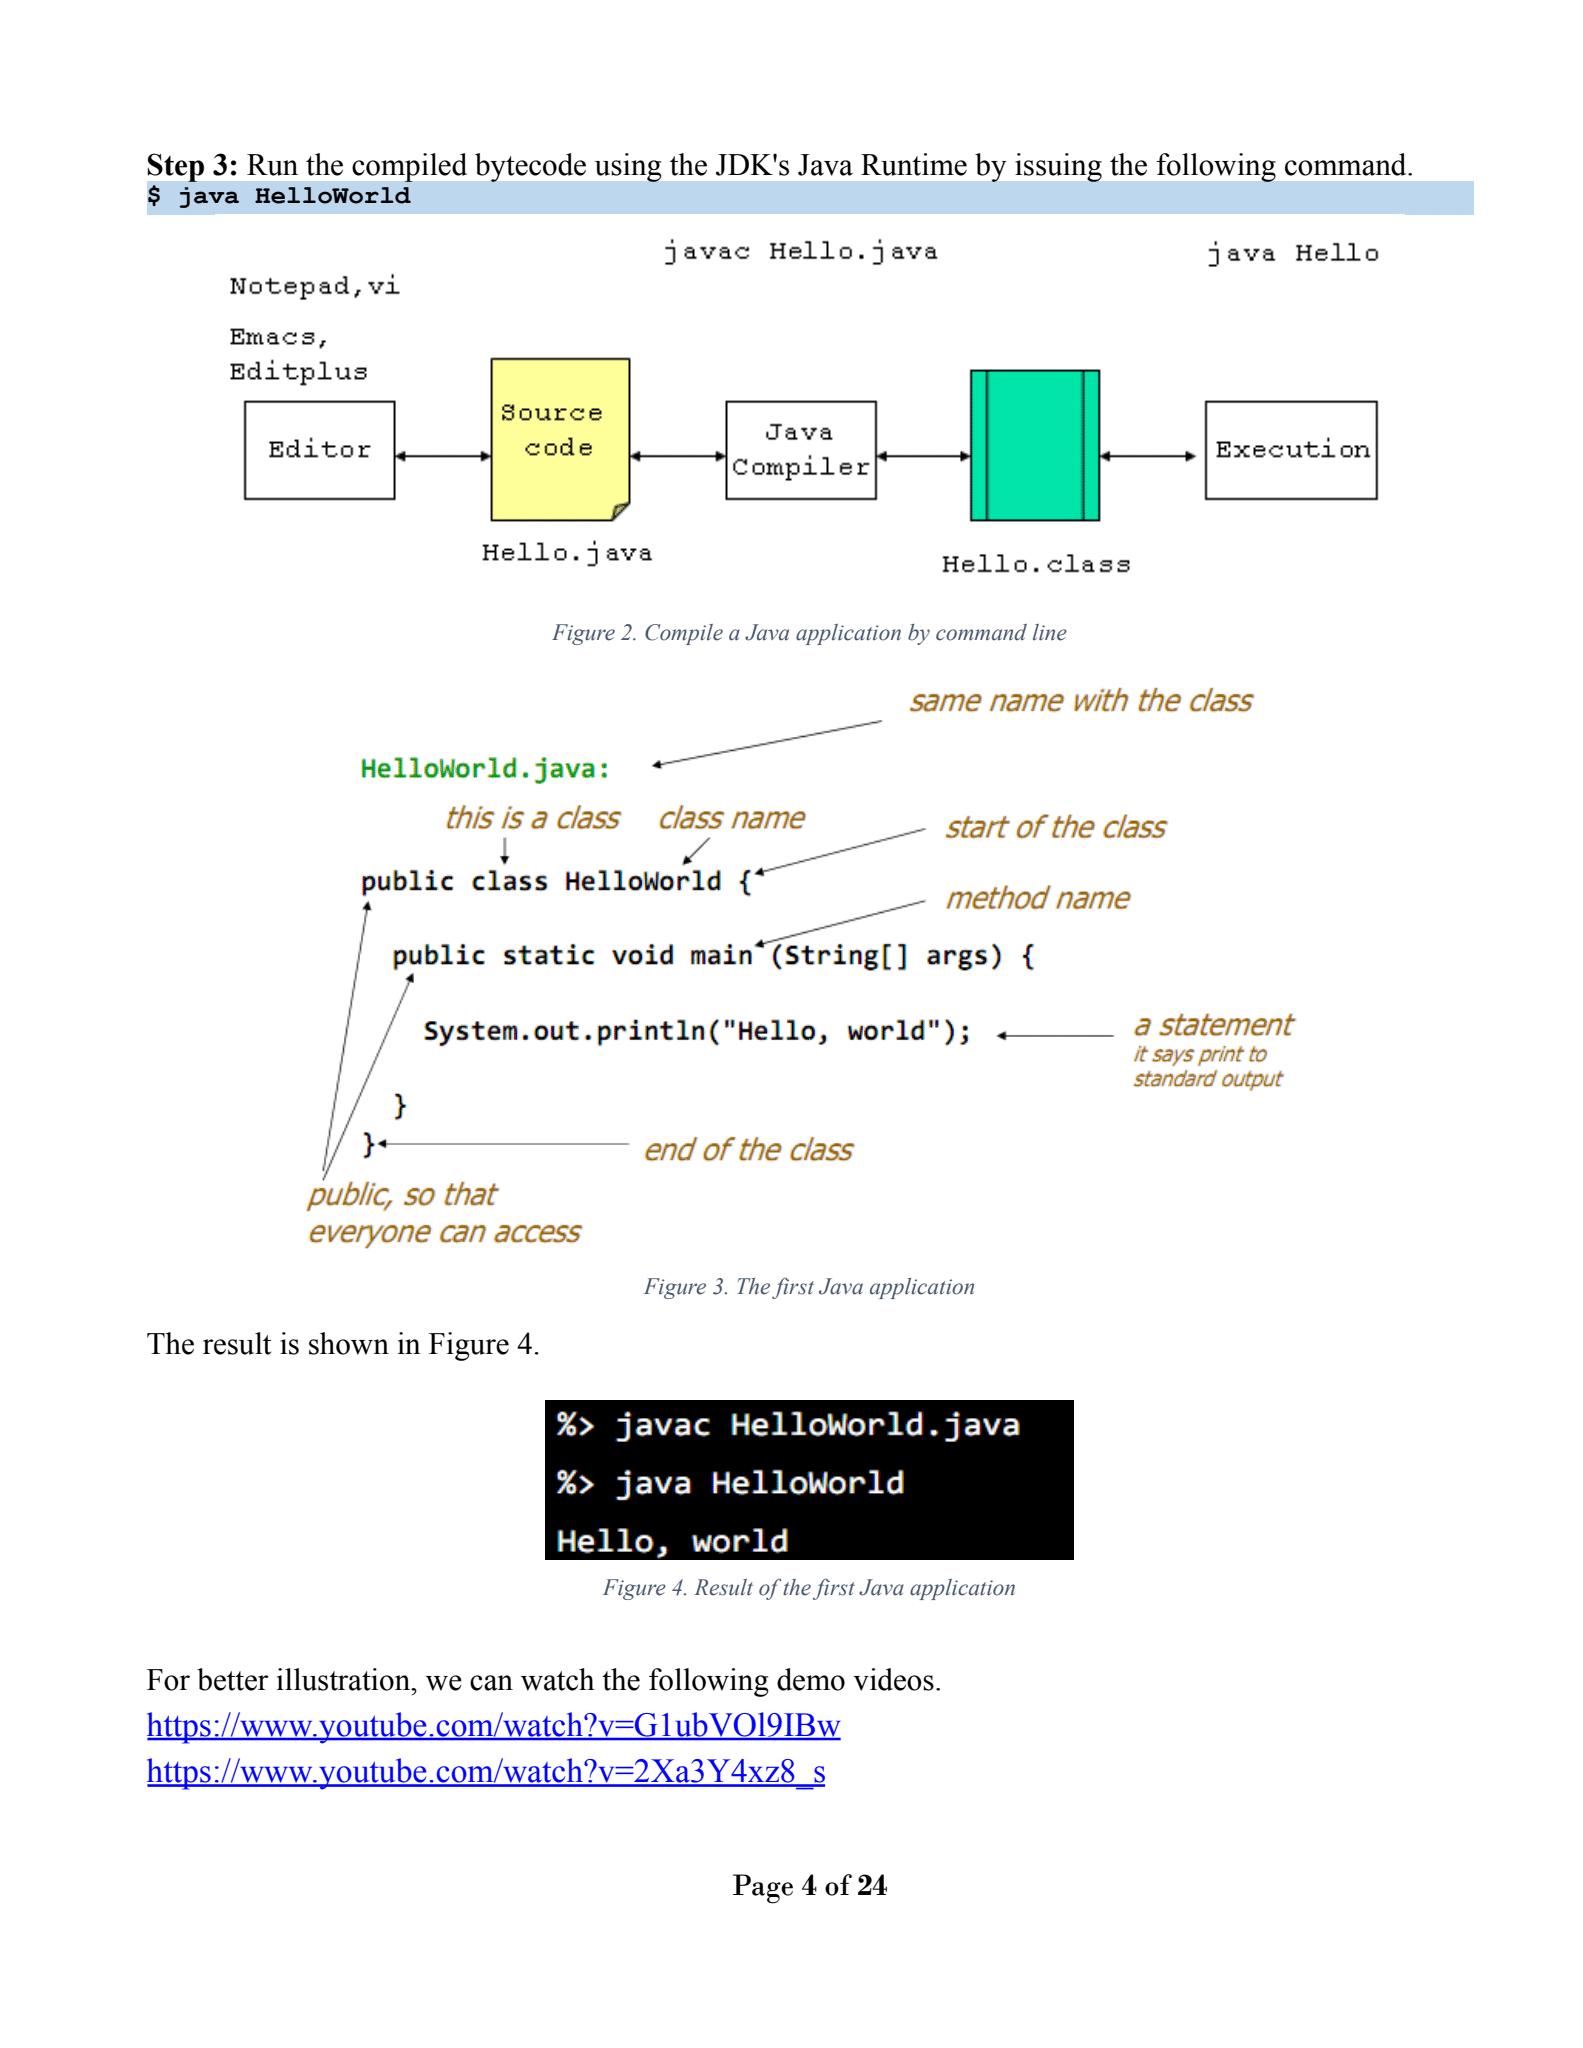 Step 3: Run the compiled bytecode using the JDK's Java Runtime by issuing the following command.
$ java HelloWorld
javac Hello.java
java Hello
Notepad,vi
Emacs,
Editplus
Editor
Source
code
Java
Compiler
Execution
Hello.java
Hello.class
Figure 2. Compile a Java application by command line
same name with the class
HelloWorld.java:
this is a class
class name
start of the class
public class HelloWorld {
method name
public static void main (String[] args) {
System.out.println("Hello, world");
a statement
it says print to
standard output
}
}
end of the class
public, so that
everyone can access
Figure 3. The first Java application
The result is shown in Figure 4.
%> javac HelloWorld.java
%> java HelloWorld
Hello, world
Figure 4. Result of the first Java application
For better illustration, we can watch the following demo videos.
https://www.youtube.com/watch?v=G1ubVOl9IBw
https://www.youtube.com/watch?v=2Xa3Y4xz8_s
Page 4 of 24